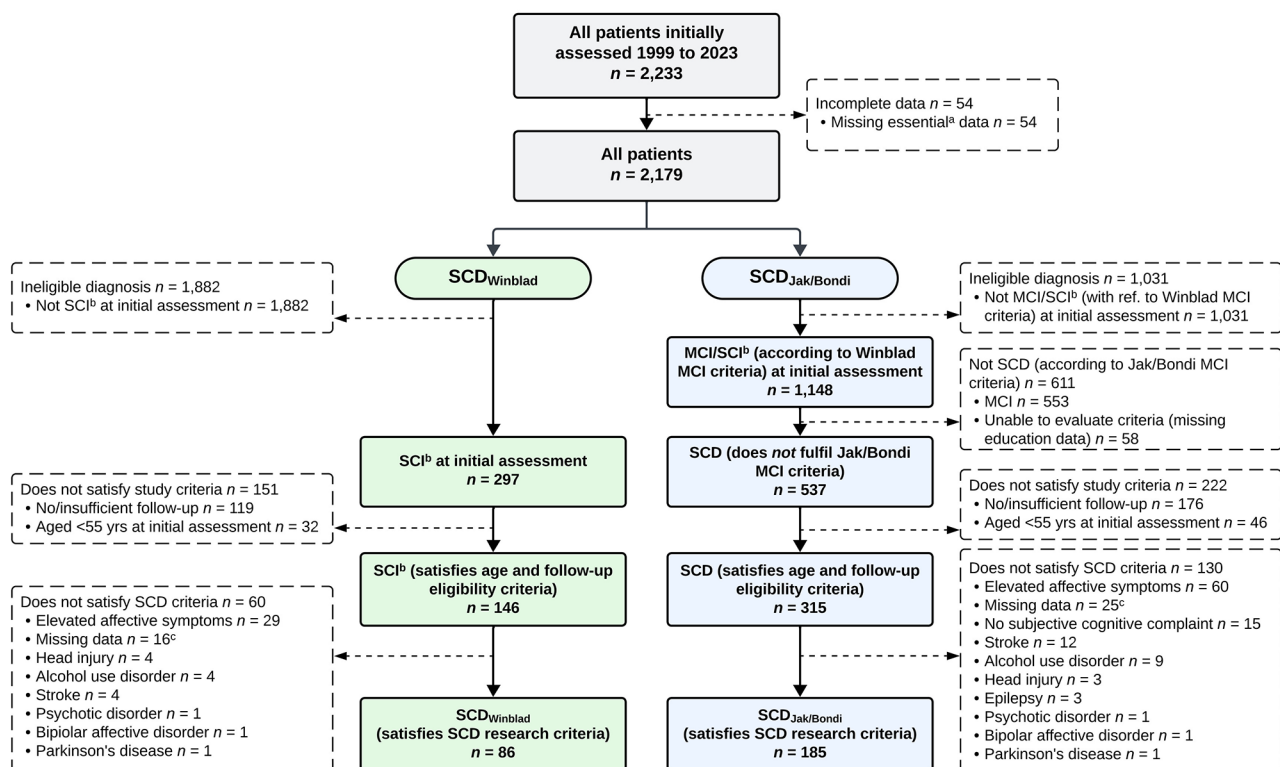 All patients initially
assessed 1999 to 2023
n = 2,233
Incomplete data n = 54
• Missing essentialᵃ data n = 54
All patients
n = 2,179
SCDWinblad
SCDJak/Bondi
Ineligible diagnosis n = 1,882
• Not SCIᵇ at initial assessment = 1,882
Ineligible diagnosis n = 1,031
• Not MCI/SCIᵇ (with ref. to Winblad MCI
criteria) at initial assessment n = 1,031
MCI/SCIᵇ (according to Winblad
MCI criteria) at initial assessment
n = 1,148
Not SCD (according to Jak/Bondi MCI
criteria) n = 611
• MCI n = 553
• Unable to evaluate criteria (missing
education data) n = 58
SCIᵇ at initial assessment
n = 297
SCD (does not fulfil Jak/Bondi
MCI criteria)
n = 537
Does not satisfy study criteria n = 151
• No/insufficient follow-up n = 119
• Aged <55 yrs at initial assessment n = 32
Does not satisfy study criteria n = 222
• No/insufficient follow-up n = 176
• Aged <55 yrs at initial assessment n = 46
SCIᵇ (satisfies age and follow-up
eligibility criteria)
n = 146
SCD (satisfies age and follow-up
eligibility criteria)
n = 315
Does not satisfy SCD criteria n = 60
• Elevated affective symptoms n = 29
• Missing data n = 16ᶜ
• Head injury n = 4
• Alcohol use disorder n = 4
• Stroke n = 4
• Psychotic disorder n = 1
• Bipolar affective disorder n = 1
• Parkinson's disease n = 1
Does not satisfy SCD criteria n = 130
• Elevated affective symptoms n = 60
• Missing data n = 25ᶜ
• No subjective cognitive complaint n = 15
• Stroke n = 12
• Alcohol use disorder n = 9
• Head injury n = 3
• Epilepsy n = 3
• Psychotic disorder n = 1
• Bipolar affective disorder n = 1
• Parkinson's disease n = 1
SCDWinblad
(satisfies SCD research criteria)
n = 86
SCDJak/Bondi
(satisfies SCD research criteria)
n = 185